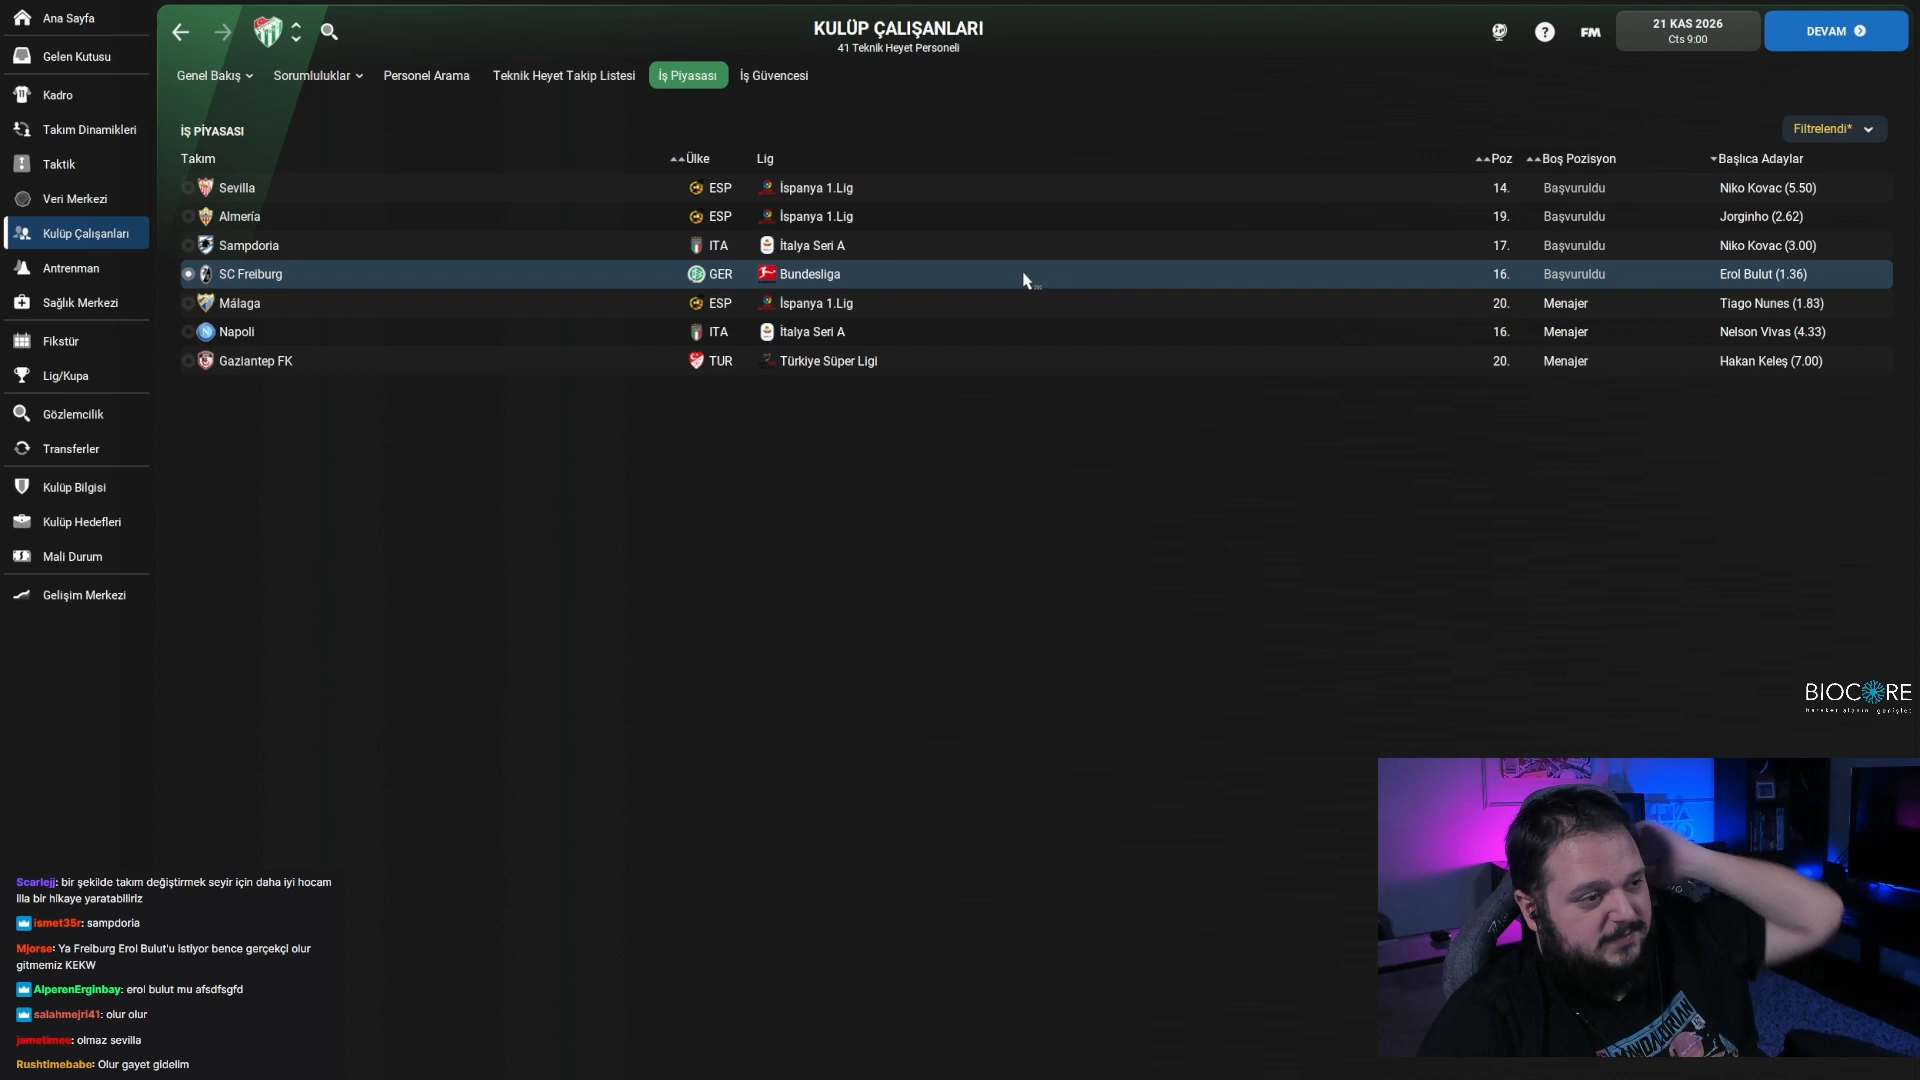 Ana Sayfa
Gelen Kutusu
Kadro
Takım Dinamikleri
Taktik
Veri Merkezi
Kulüp Çalışanları
Antrenman
Sağlık Merkezi
Fikstür
Lig/Kupa
Gözlemcilik
Transferler
Kulüp Bilgisi
Kulüp Hedefleri
Mali Durum
Gelişim Merkezi
KULÜP ÇALIŞANLARI
41 Teknik Heyet Personeli
FM
21 KAS 2026
Cts 9:00
DEVAM
Genel Bakış Sorumluluklar Personel Arama Teknik Heyet Takip Listesi İş Piyasası İş Güvencesi
İŞ PİYASASI
Filtrelendi*
Takım Ülke Lig Poz Boş Pozisyon Başlıca Adaylar
Sevilla ESP İspanya 1.Lig 14. Başvuruldu Niko Kovac (5.50)
Almería ESP İspanya 1.Lig 19. Başvuruldu Jorginho (2.62)
Sampdoria ITA İtalya Seri A 17. Başvuruldu Niko Kovac (3.00)
SC Freiburg GER Bundesliga 16. Başvuruldu Erol Bulut (1.36)
Málaga ESP İspanya 1.Lig 20. Menajer Tiago Nunes (1.83)
Napoli ITA İtalya Seri A 16. Menajer Nelson Vivas (4.33)
Gaziantep FK TUR Türkiye Süper Ligi 20. Menajer Hakan Keleş (7.00)
BIOCORE
hareket alanın genişlet
Scarlejj: bir şekilde takım değiştirmek seyir için daha iyi hocam
illa bir hikaye yaratabiliriz
ismet35r: sampdoria
Mjorse: Ya Freiburg Erol Bulut'u istiyor bence gerçekçi olur
gitmemiz KEKW
AlperenErginbay: erol bulut mu afsdfsgfd
salahmejri41: olur olur
jametimee: olmaz sevilla
Rushtimebabe: Olur gayet gidelim